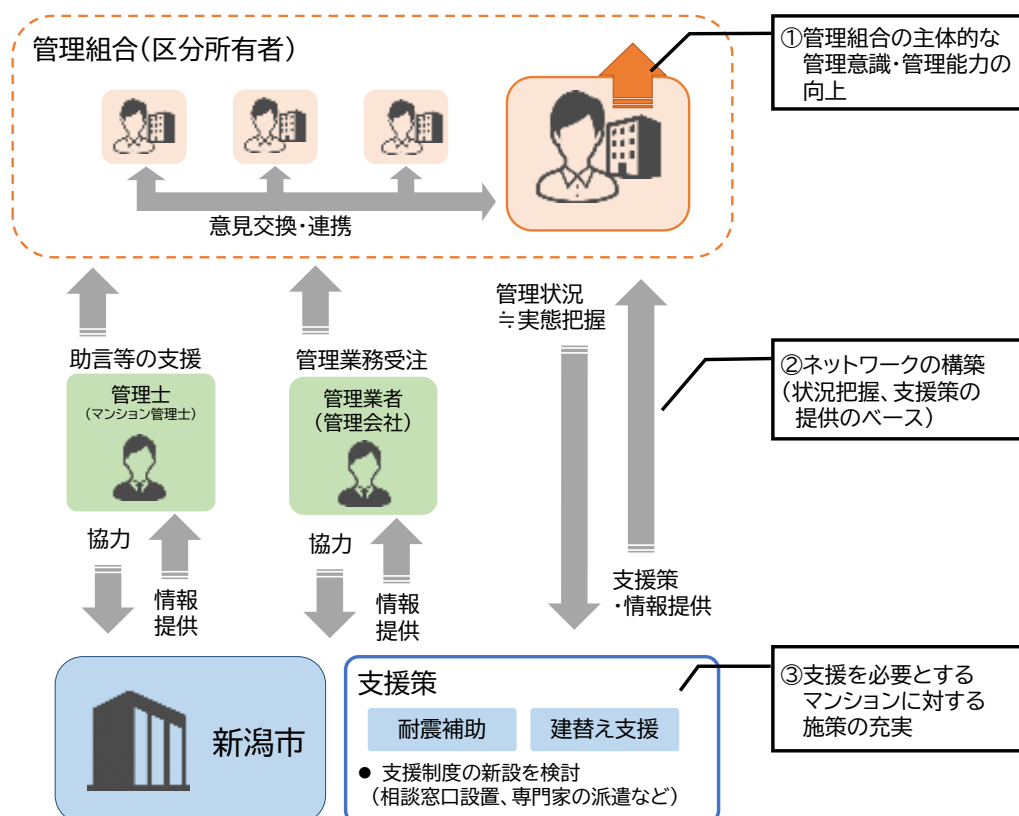 管理組合(区分所有者)
意見交換・連携
①管理組合の主体的な
管理意識・管理能力の
向上
助言等の支援
管理士
(マンション管理士)
管理業務受注
管理業者
(管理会社)
管理状況
≒実態把握
②ネットワークの構築
(状況把握、支援策の
提供のベース)
協力
情報
提供
協力
情報
提供
支援策
・情報提供
新潟市
支援策
耐震補助
建替え支援
● 支援制度の新設を検討
(相談窓口設置、専門家の派遣など)
③支援を必要とする
マンションに対する
施策の充実